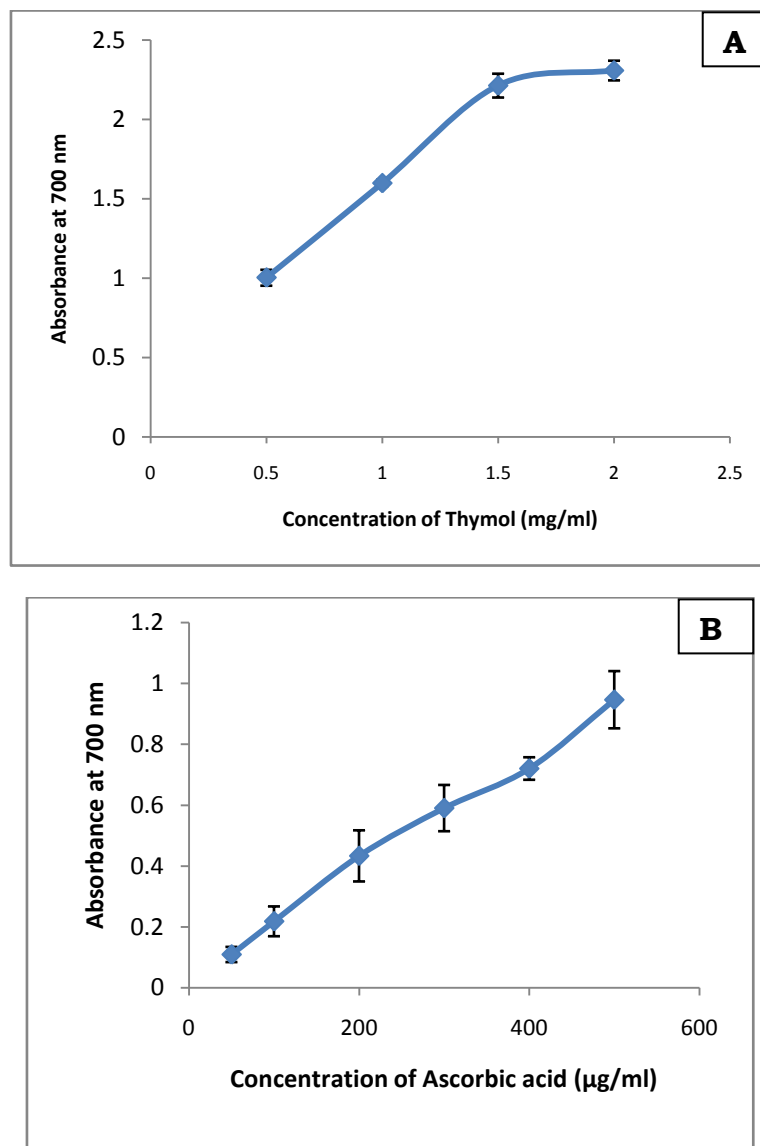 A
2.5
2
1.5
1
0.5
0
0 0.5 1 1.5 2 2.5
Absorbance at 700 nm
Concentration of Thymol (mg/ml)
B
1.2
1
0.8
0.6
0.4
0.2
0
0 200 400 600
Absorbance at 700 nm
Concentration of Ascorbic acid (µg/ml)